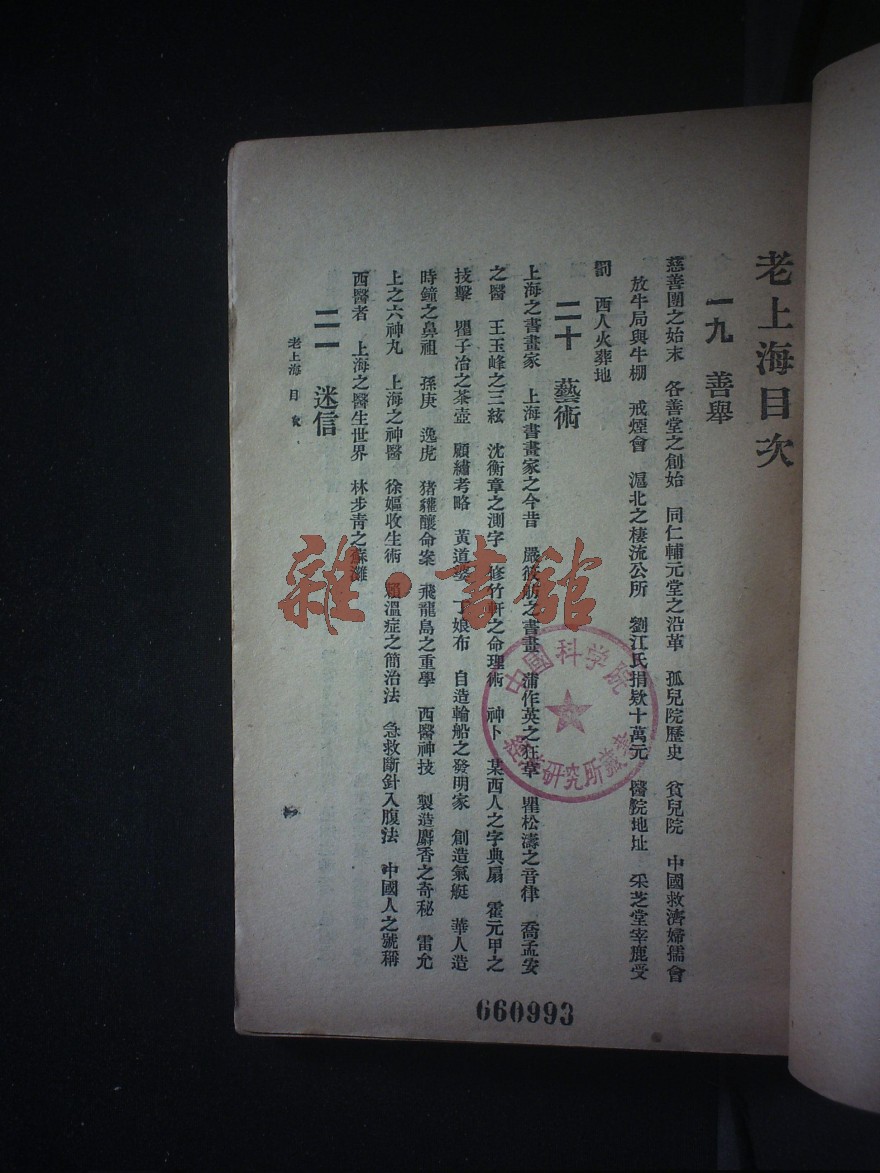 老上海目次
一九　善舉
慈善團之始末　各善堂之創始　同仁輔元堂之沿革　孤兒院歷史　貧兒院　中國救濟婦孺會
放牛局與牛棚　戒煙會　滬北之棲流公所　劉江氏捐欵十萬元　醫院地址　采芝堂宰鹿受
罰　西人火葬地
二十　藝術
上海之書畫家　上海書畫家之今昔　嚴筱舫之書畫　蒲作英之狂草　瞿松濤之音律　喬孟安
之醫　王玉峰之三絃　沈衡章之測字　修竹軒之命理術　神卜　某西人之字典扇　霍元甲之
技擊　瞿子冶之茶壺　顧繡考略　黃道婆　丁娘布　自造輪船之發明家　創造氣艇　華人造
時鐘之鼻祖　孫庚　逸虎　猪玀釀命案　飛龍島之重學　西醫神技　製造麝香之奇秘　雷允
上之六神丸　上海之神醫　徐嫗收生術　類溫症之簡治法　急救斷針入腹法　中國人之號稱
西醫者　上海之醫生世界　林步青之蘇灘
二一　迷信
老上海　目次
雜·書館
中國科学院
研究所
660993